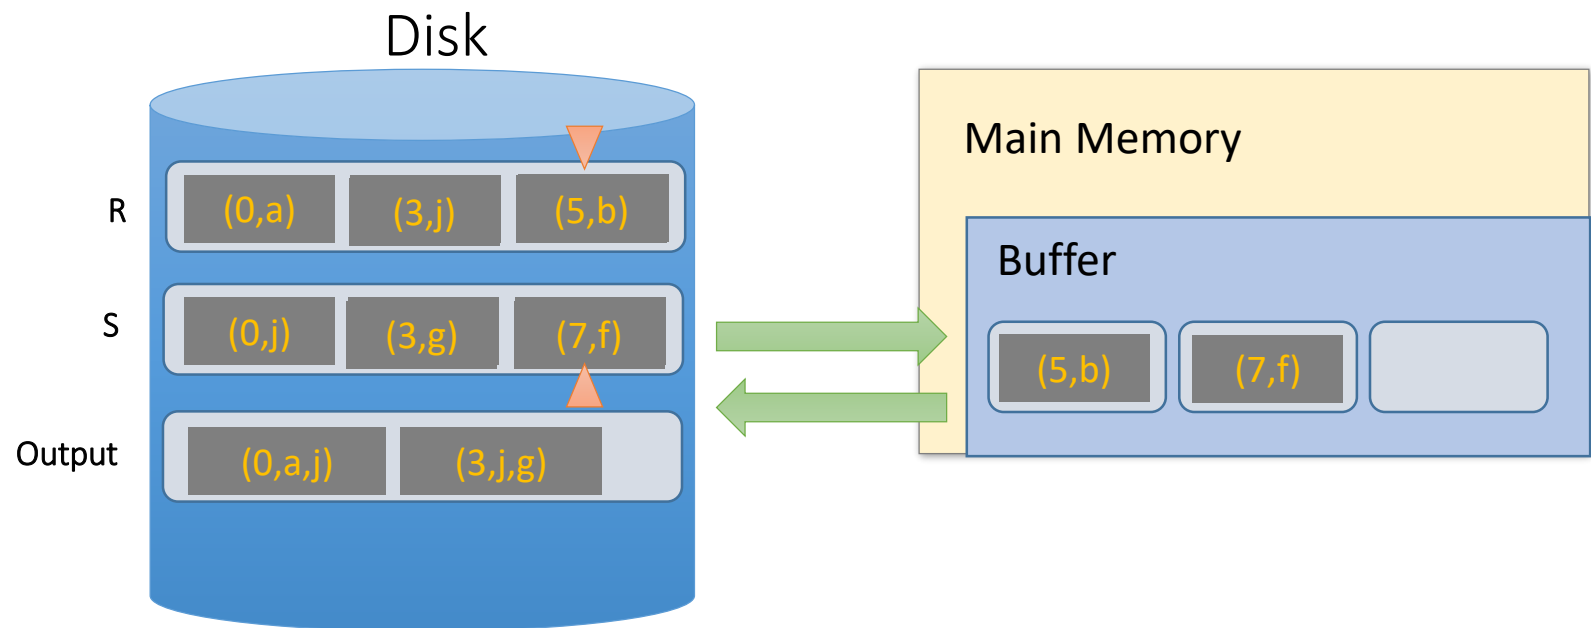 Disk
R
(0,a) (3,j) (5,b)
S
(0,j) (3,g) (7,f)
Output
(0,a,j) (3,j,g)
Main Memory
Buffer
(5,b) (7,f)